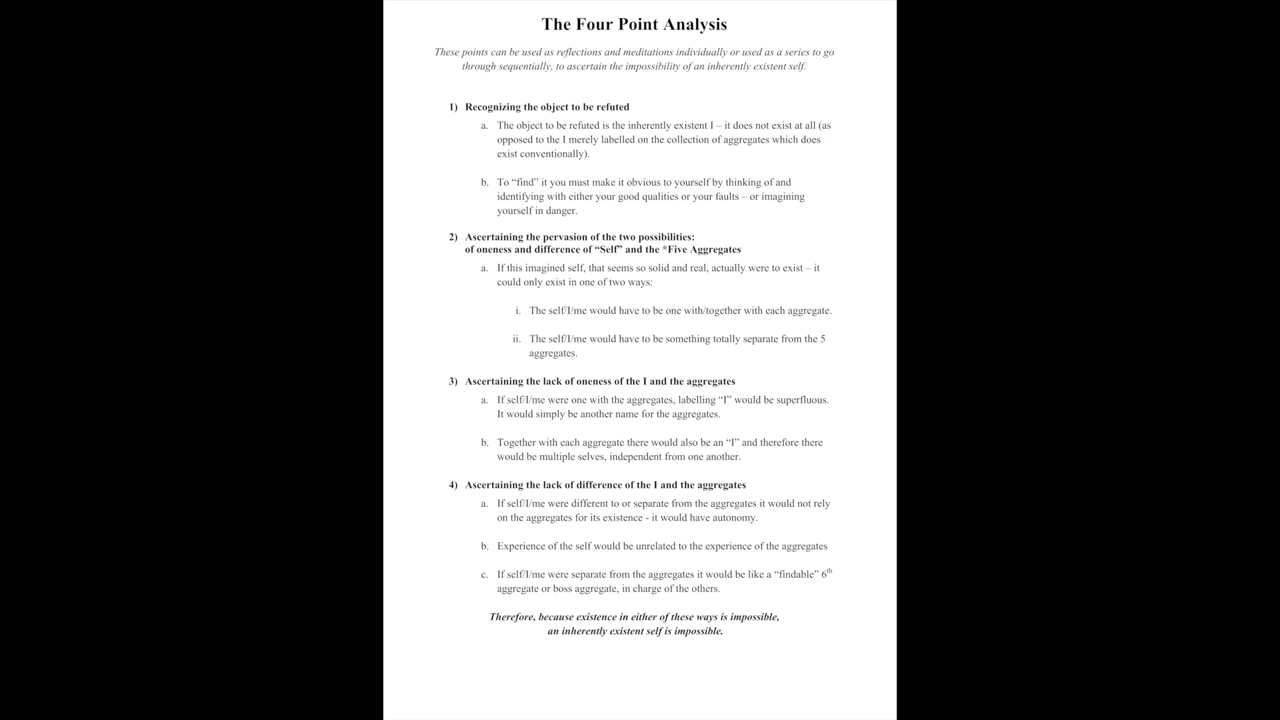 The Four Point Analysis
These points can be used as reflections and meditations individually or used as a series to go
through sequentially, to ascertain the impossibility of an inherently existent self.
1) Recognizing the object to be refuted
a. The object to be refuted is the inherently existent I – it does not exist at all (as
opposed to the I merely labelled on the collection of aggregates which does
exist conventionally).
b. To “find” it you must make it obvious to yourself by thinking of and
identifying with either your good qualities or your faults – or imagining
yourself in danger.
2) Ascertaining the pervasion of the two possibilities:
of oneness and difference of “Self” and the *Five Aggregates
a. If this imagined self, that seems so solid and real, actually were to exist – it
could only exist in one of two ways:
i. The self/I/me would have to be one with/together with each aggregate.
ii. The self/I/me would have to be something totally separate from the 5
aggregates.
3) Ascertaining the lack of oneness of the I and the aggregates
a. If self/I/me were one with the aggregates, labelling “I” would be superfluous.
It would simply be another name for the aggregates.
b. Together with each aggregate there would also be an “I” and therefore there
would be multiple selves, independent from one another.
4) Ascertaining the lack of difference of the I and the aggregates
a. If self/I/me were different to or separate from the aggregates it would not rely
on the aggregates for its existence - it would have autonomy.
b. Experience of the self would be unrelated to the experience of the aggregates
c. If self/I/me were separate from the aggregates it would be like a “findable” 6th
aggregate or boss aggregate, in charge of the others.
Therefore, because existence in either of these ways is impossible,
an inherently existent self is impossible.